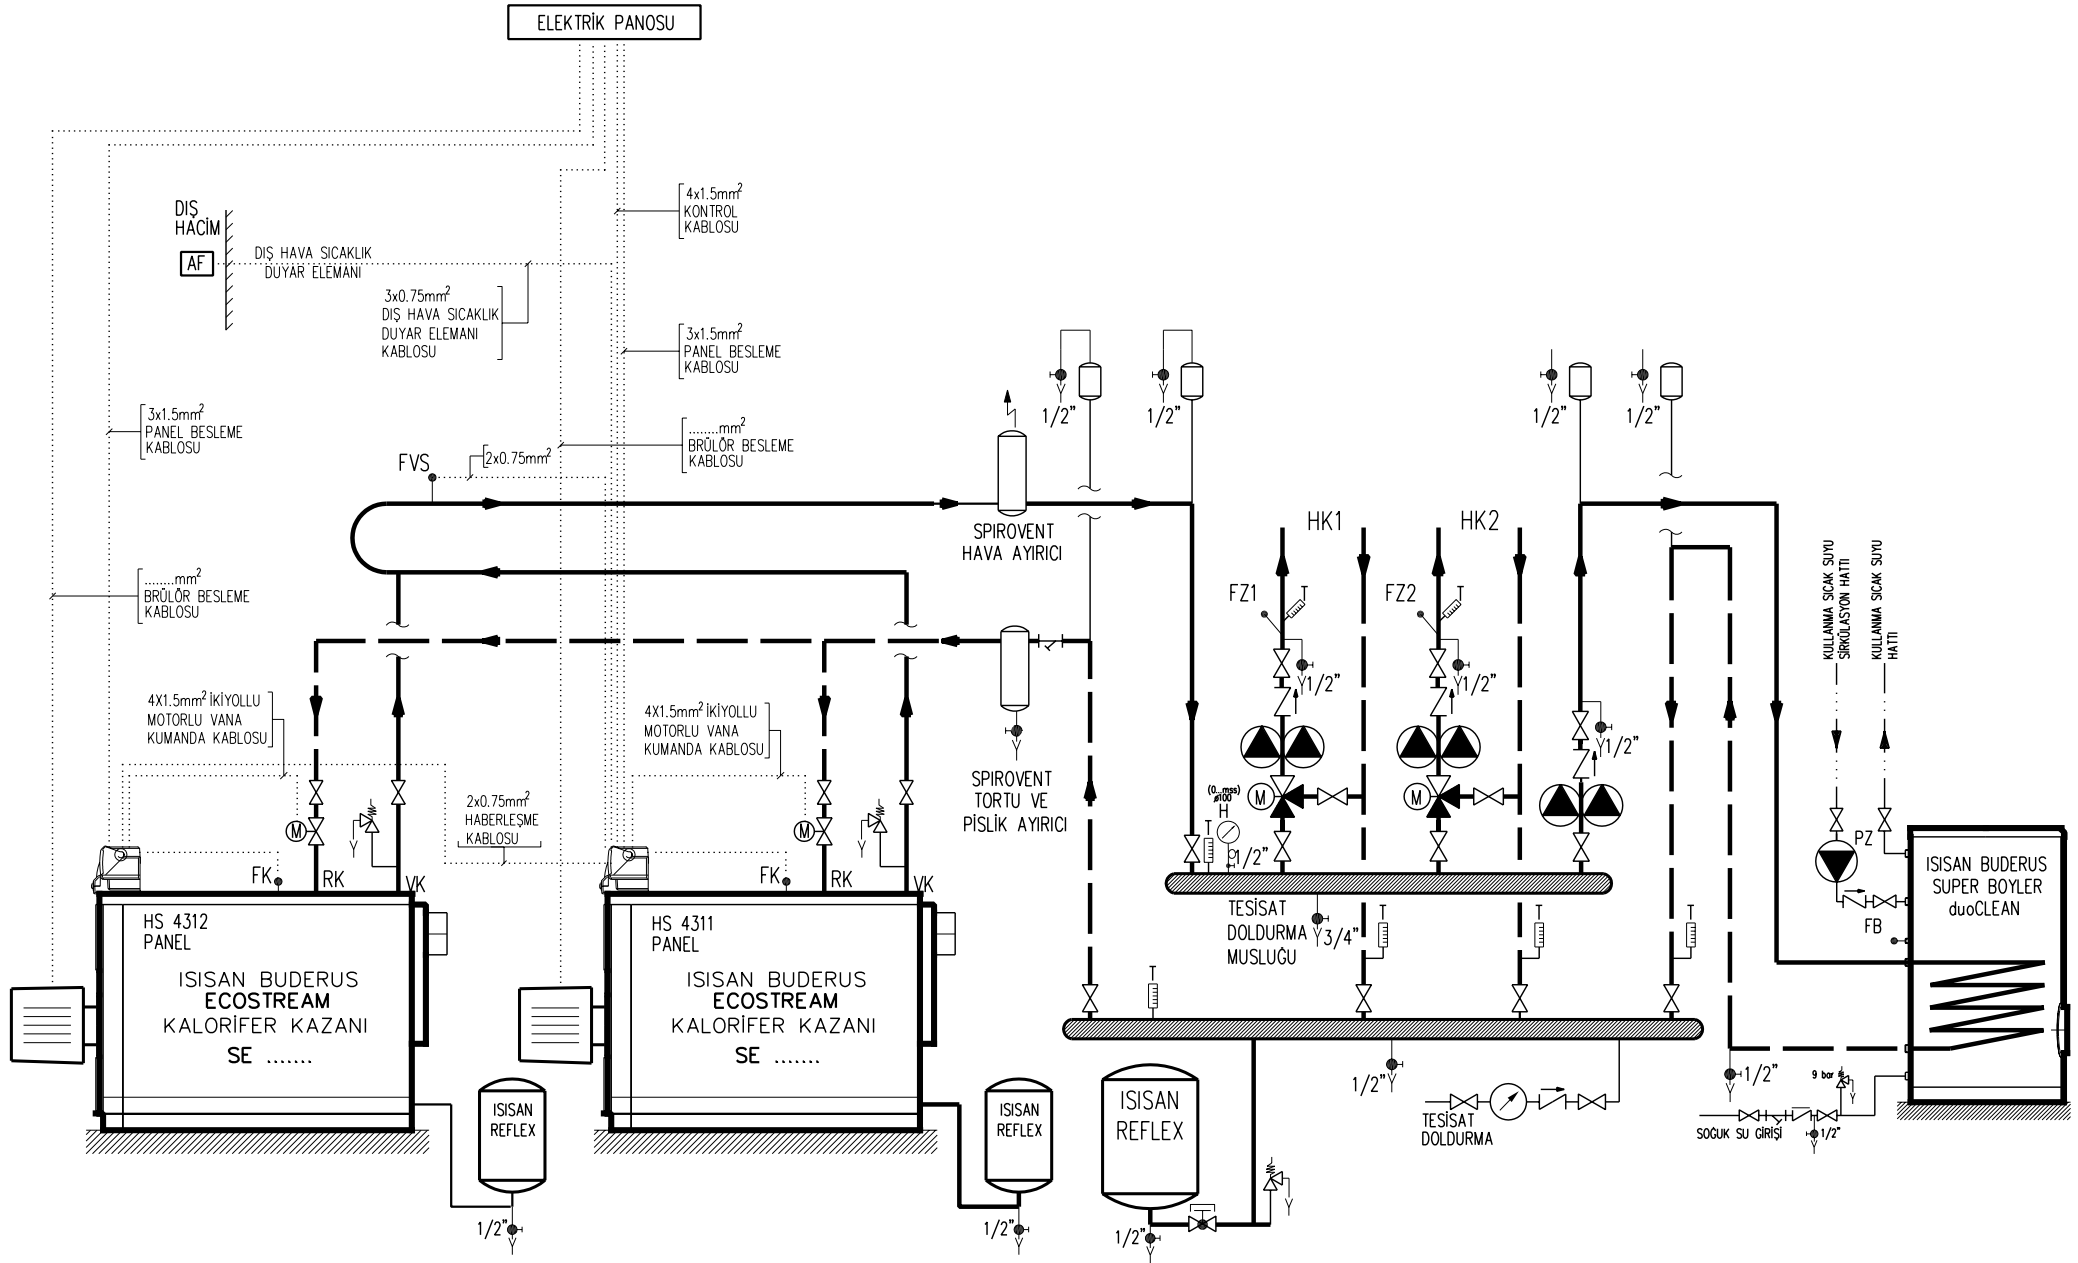 ELEKTRİK PANOSU
DIŞ
HACİM
AF
DIŞ HAVA SICAKLIK
DUYAR ELEMANI
3x0.75mm²
DIŞ HAVA SICAKLIK
DUYAR ELEMANI
KABLOSU
4x1.5mm²
KONTROL
KABLOSU
3x1.5mm²
PANEL BESLEME
KABLOSU
3x1.5mm²
PANEL BESLEME
KABLOSU
........mm²
BRÜLÖR BESLEME
KABLOSU
FVS
2x0.75mm²
........mm²
BRÜLÖR BESLEME
KABLOSU
SPIROVENT
HAVA AYIRICI
1/2"
1/2"
1/2"
1/2"
HK1
HK2
FZ1
T
FZ2
T
1/2"
1/2"
1/2"
KULLANMA SICAK SUYU
SİRKÜLASYON HATTI
KULLANMA SICAK SUYU
HATTI
4X1.5mm² İKİYOLLU
MOTORLU VANA
KUMANDA KABLOSU
4X1.5mm² İKİYOLLU
MOTORLU VANA
KUMANDA KABLOSU
2x0.75mm²
HABERLEŞME
KABLOSU
SPIROVENT
TORTU VE
PİSLİK AYIRICI
M
M
M
M
(0...mss)
ø100
H
T
1/2"
PZ
FB
FK
RK
VK
FK
RK
VK
HS 4312
PANEL
ISISAN BUDERUS
ECOSTREAM
KALORİFER KAZANI
SE .......
HS 4311
PANEL
ISISAN BUDERUS
ECOSTREAM
KALORİFER KAZANI
SE .......
TESİSAT
DOLDURMA
MUSLUĞU
3/4"
T
T
T
T
ISISAN BUDERUS
SUPER BOYLER
duoCLEAN
ISISAN
REFLEX
1/2"
ISISAN
REFLEX
1/2"
ISISAN
REFLEX
1/2"
1/2"
TESİSAT
DOLDURMA
1/2"
9 bar
SOĞUK SU GİRİŞİ
1/2"